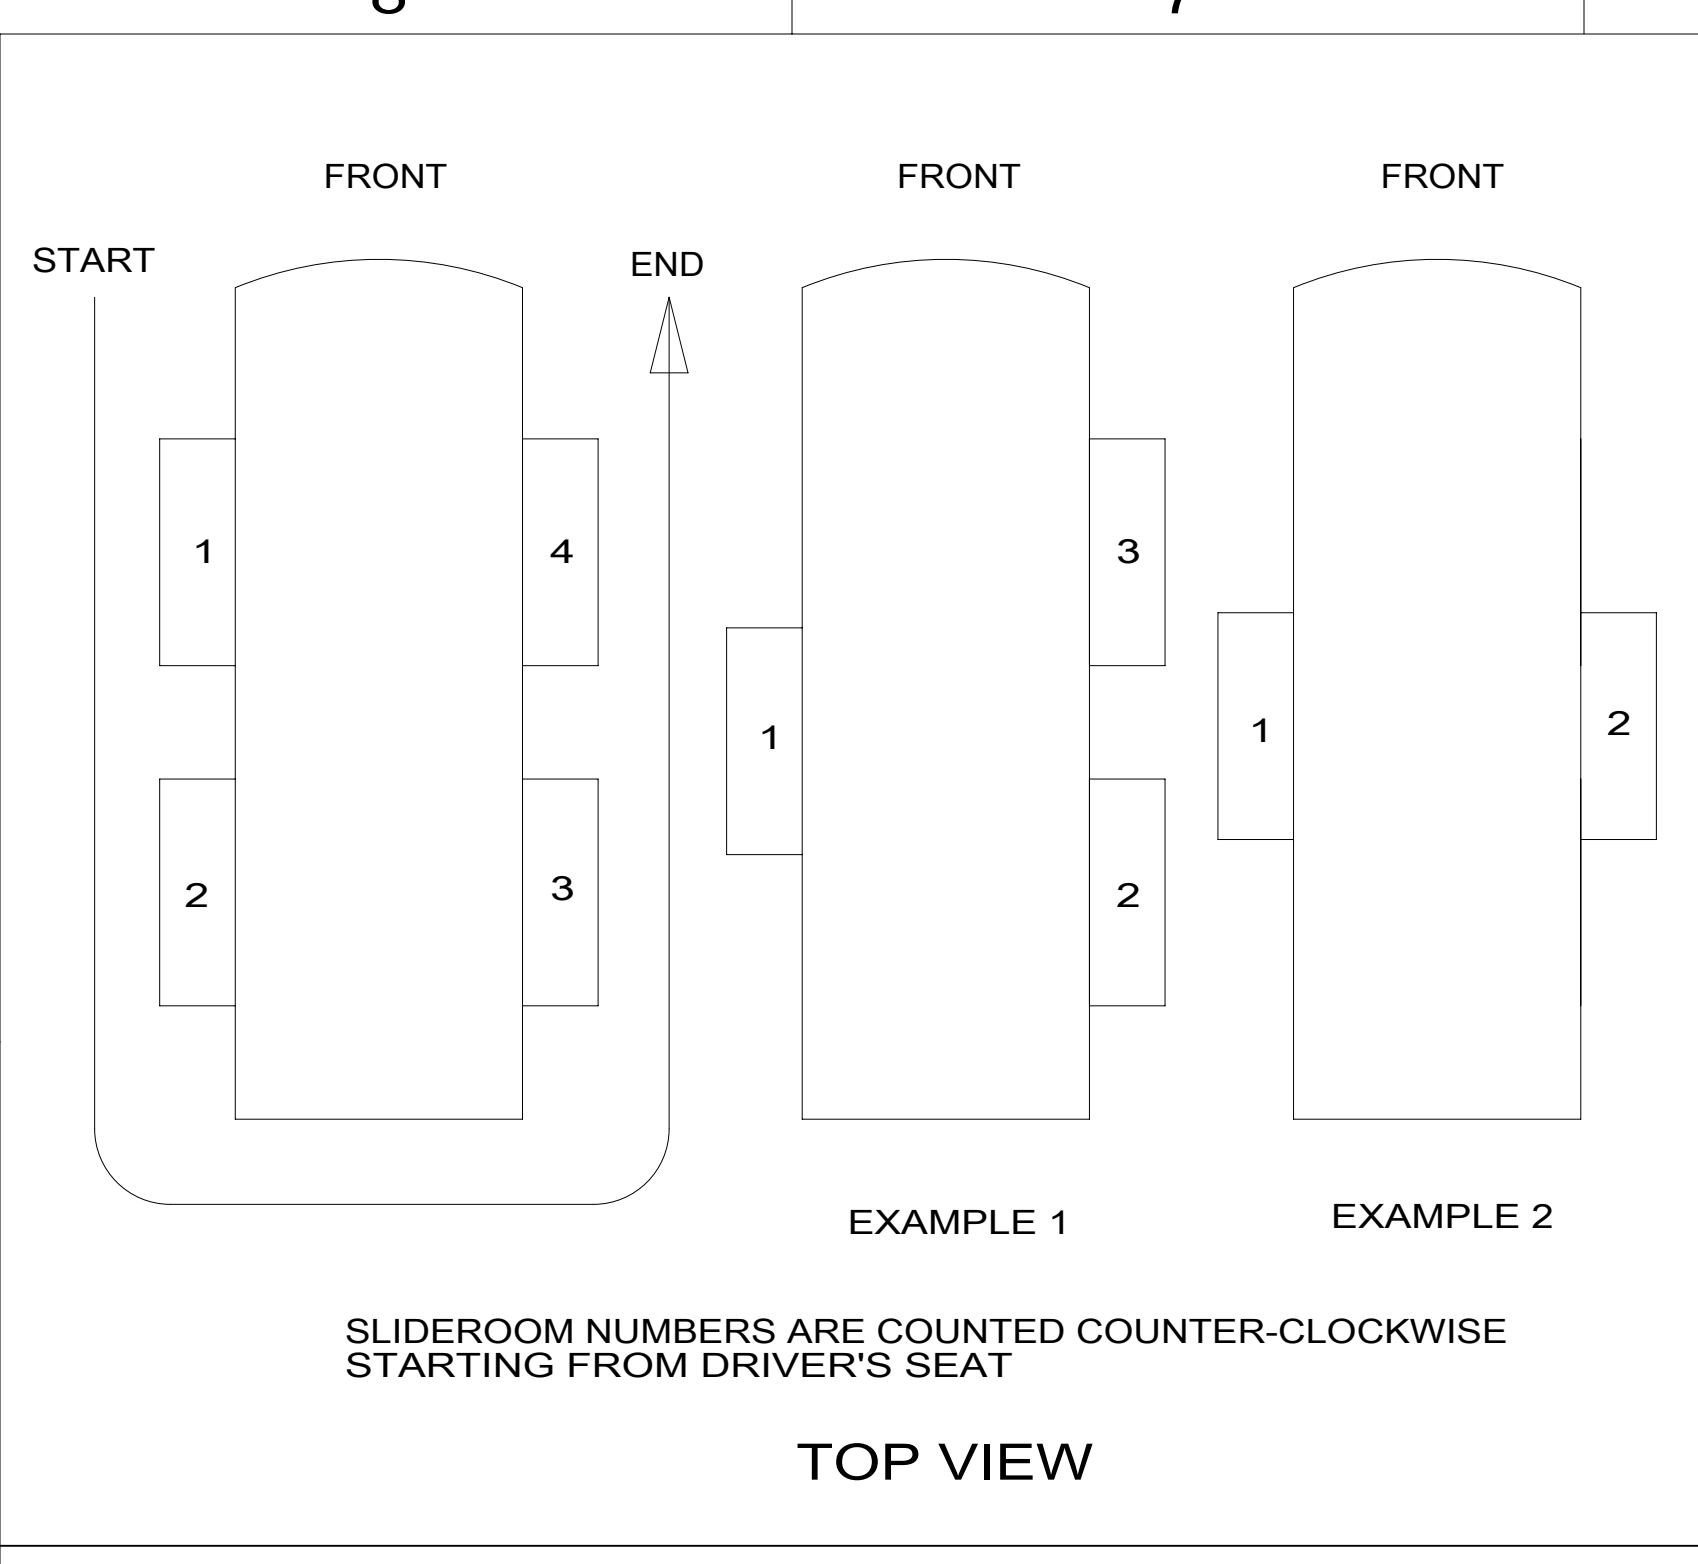 7
FRONT FRONT FRONT
START END
1 4 3
1 1 2
2 3 2
EXAMPLE 1 EXAMPLE 2
SLIDEROOM NUMBERS ARE COUNTED COUNTER-CLOCKWISE
STARTING FROM DRIVER'S SEAT
TOP VIEW